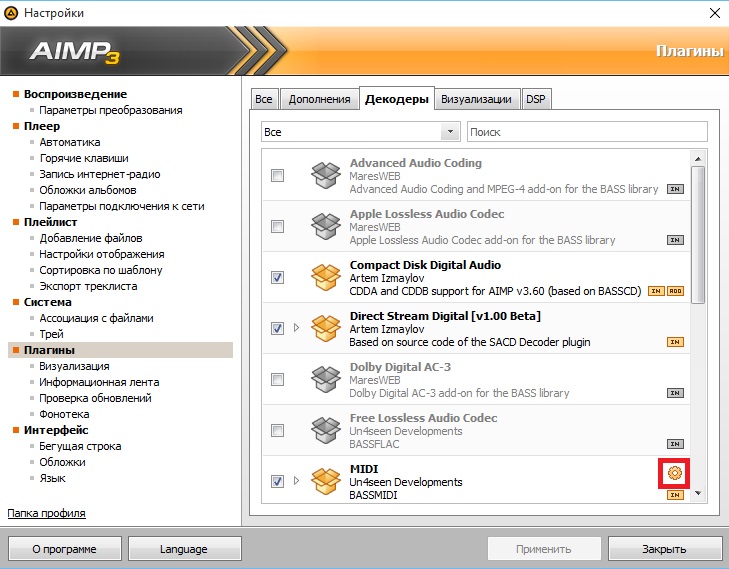 Настройки
AIMP3
Плагины
Воспроизведение
Параметры преобразования
Плеер
Автоматика
Горячие клавиши
Запись интернет-радио
Обложки альбомов
Параметры подключения к сети
Плейлист
Добавление файлов
Настройки отображения
Сортировка по шаблону
Экспорт треклиста
Система
Ассоциация с файлами
Трей
Плагины
Визуализация
Информационная лента
Проверка обновлений
Фонотека
Интерфейс
Бегущая строка
Обложки
Язык
Папка профиля
Все Дополнения Декодеры Визуализации DSP
Все Поиск
Advanced Audio Coding
MaresWEB
Advanced Audio Coding and MPEG-4 add-on for the BASS library IN
Apple Lossless Audio Codec
MaresWEB
Apple Lossless Audio Codec add-on for the BASS library IN
Compact Disk Digital Audio
Artem Izmaylov
CDDA and CDDB support for AIMP v3.60 (based on BASSCD) IN ADD
Direct Stream Digital [v1.00 Beta]
Artem Izmaylov
Based on source code of the SACD Decoder plugin IN
Dolby Digital AC-3
MaresWEB
Dolby Digital AC-3 add-on for the BASS library IN
Free Lossless Audio Codec
Un4seen Developments
BASSFLAC IN
MIDI
Un4seen Developments
BASSMIDI IN
О программе Language Применить Закрыть